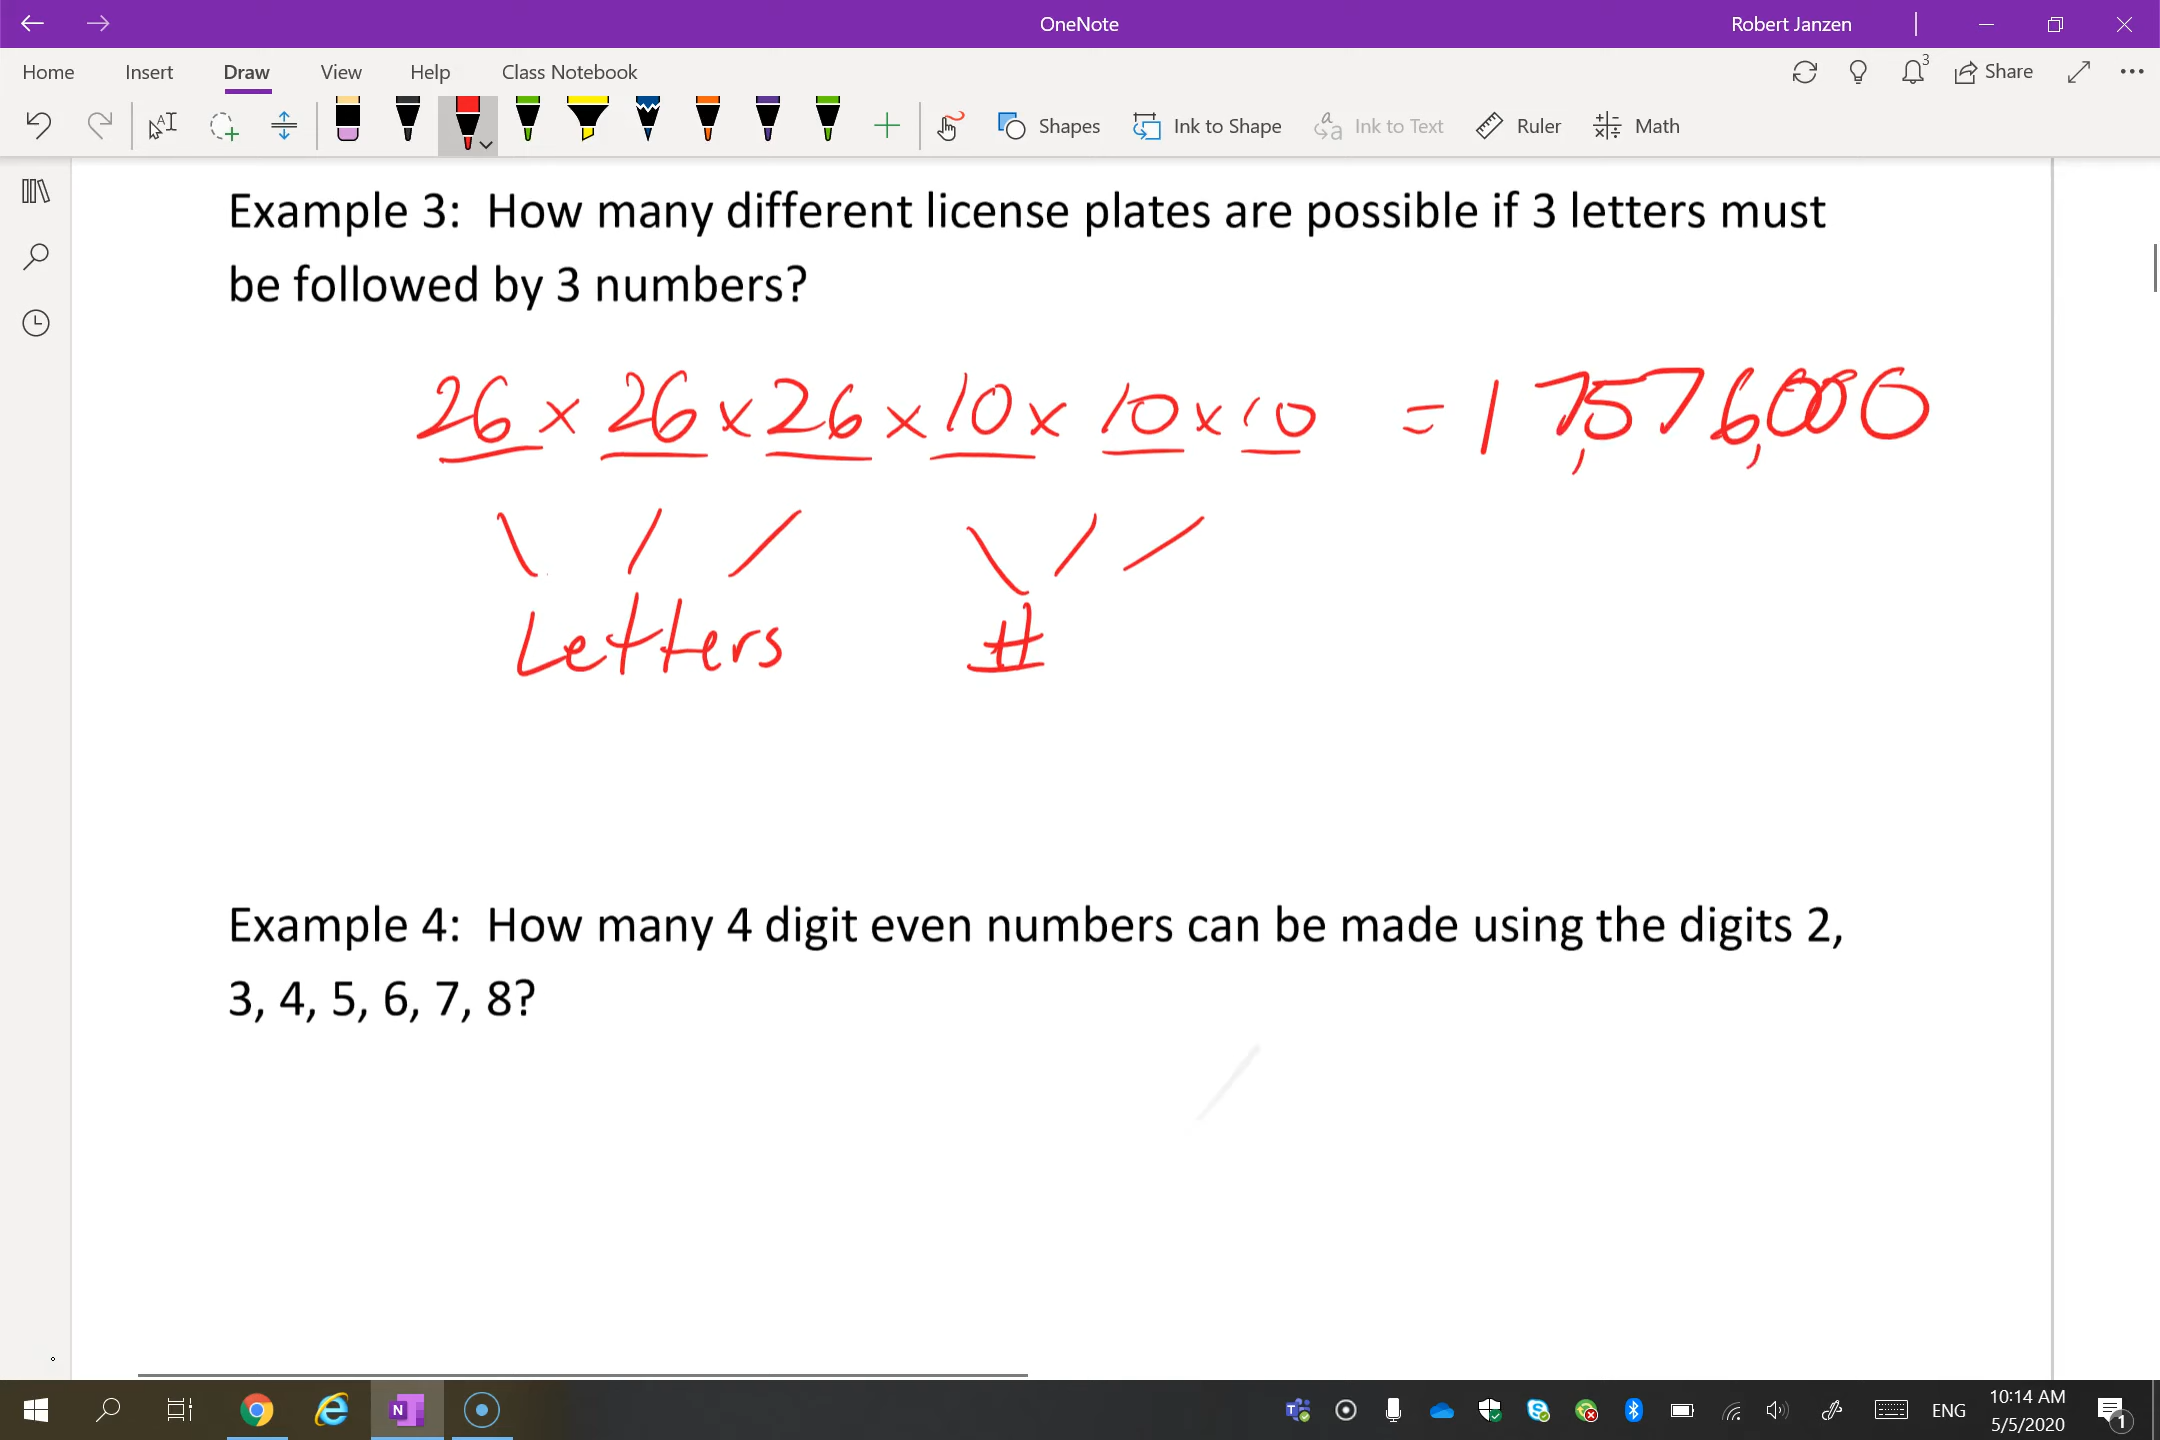 OneNote
Robert Janzen
Home Insert Draw View Help Class Notebook
3
Share
Shapes Ink to Shape Ink to Text Ruler Math
Example 3: How many different license plates are possible if 3 letters must
be followed by 3 numbers?
26 × 26 × 26 × 10 × 10 × 10 = 17,576,000
Letters #
Example 4: How many 4 digit even numbers can be made using the digits 2,
3, 4, 5, 6, 7, 8?
ENG
10:14 AM
5/5/2020
1